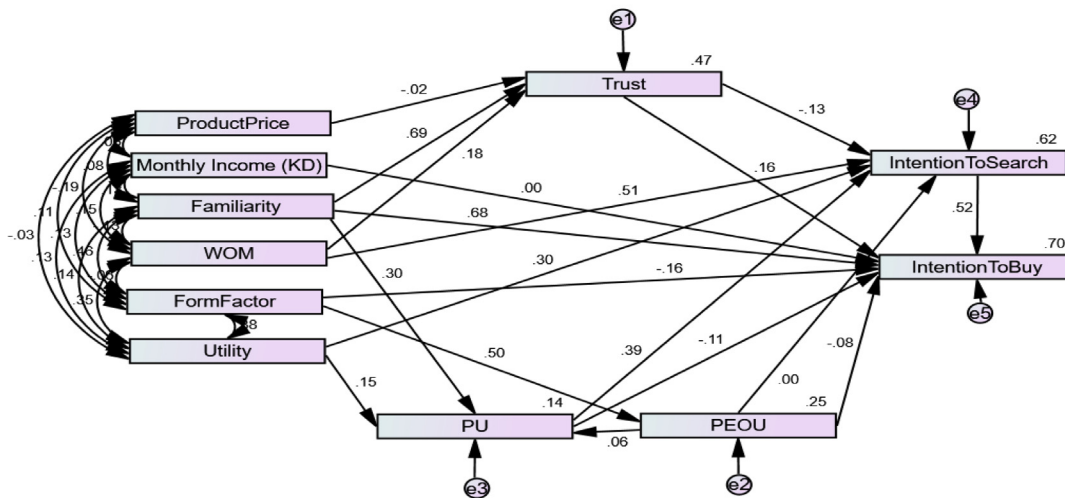 e1
.47
Trust
-.02
-.13
e4
ProductPrice
.69
.62
.08
Monthly Income (KD)
.18
.16
IntentionToSearch
-.19
.00
.51
.11
.15
Familiarity
.68
.52
-.03
.13
WOM
.70
.46
IntentionToBuy
.13
.14
-.05
.30
.30
-.16
FormFactor
e5
.35
Utility
.50
.39
-.11
-.08
.15
.00
.14
.25
PU
PEOU
.06
e3
e2